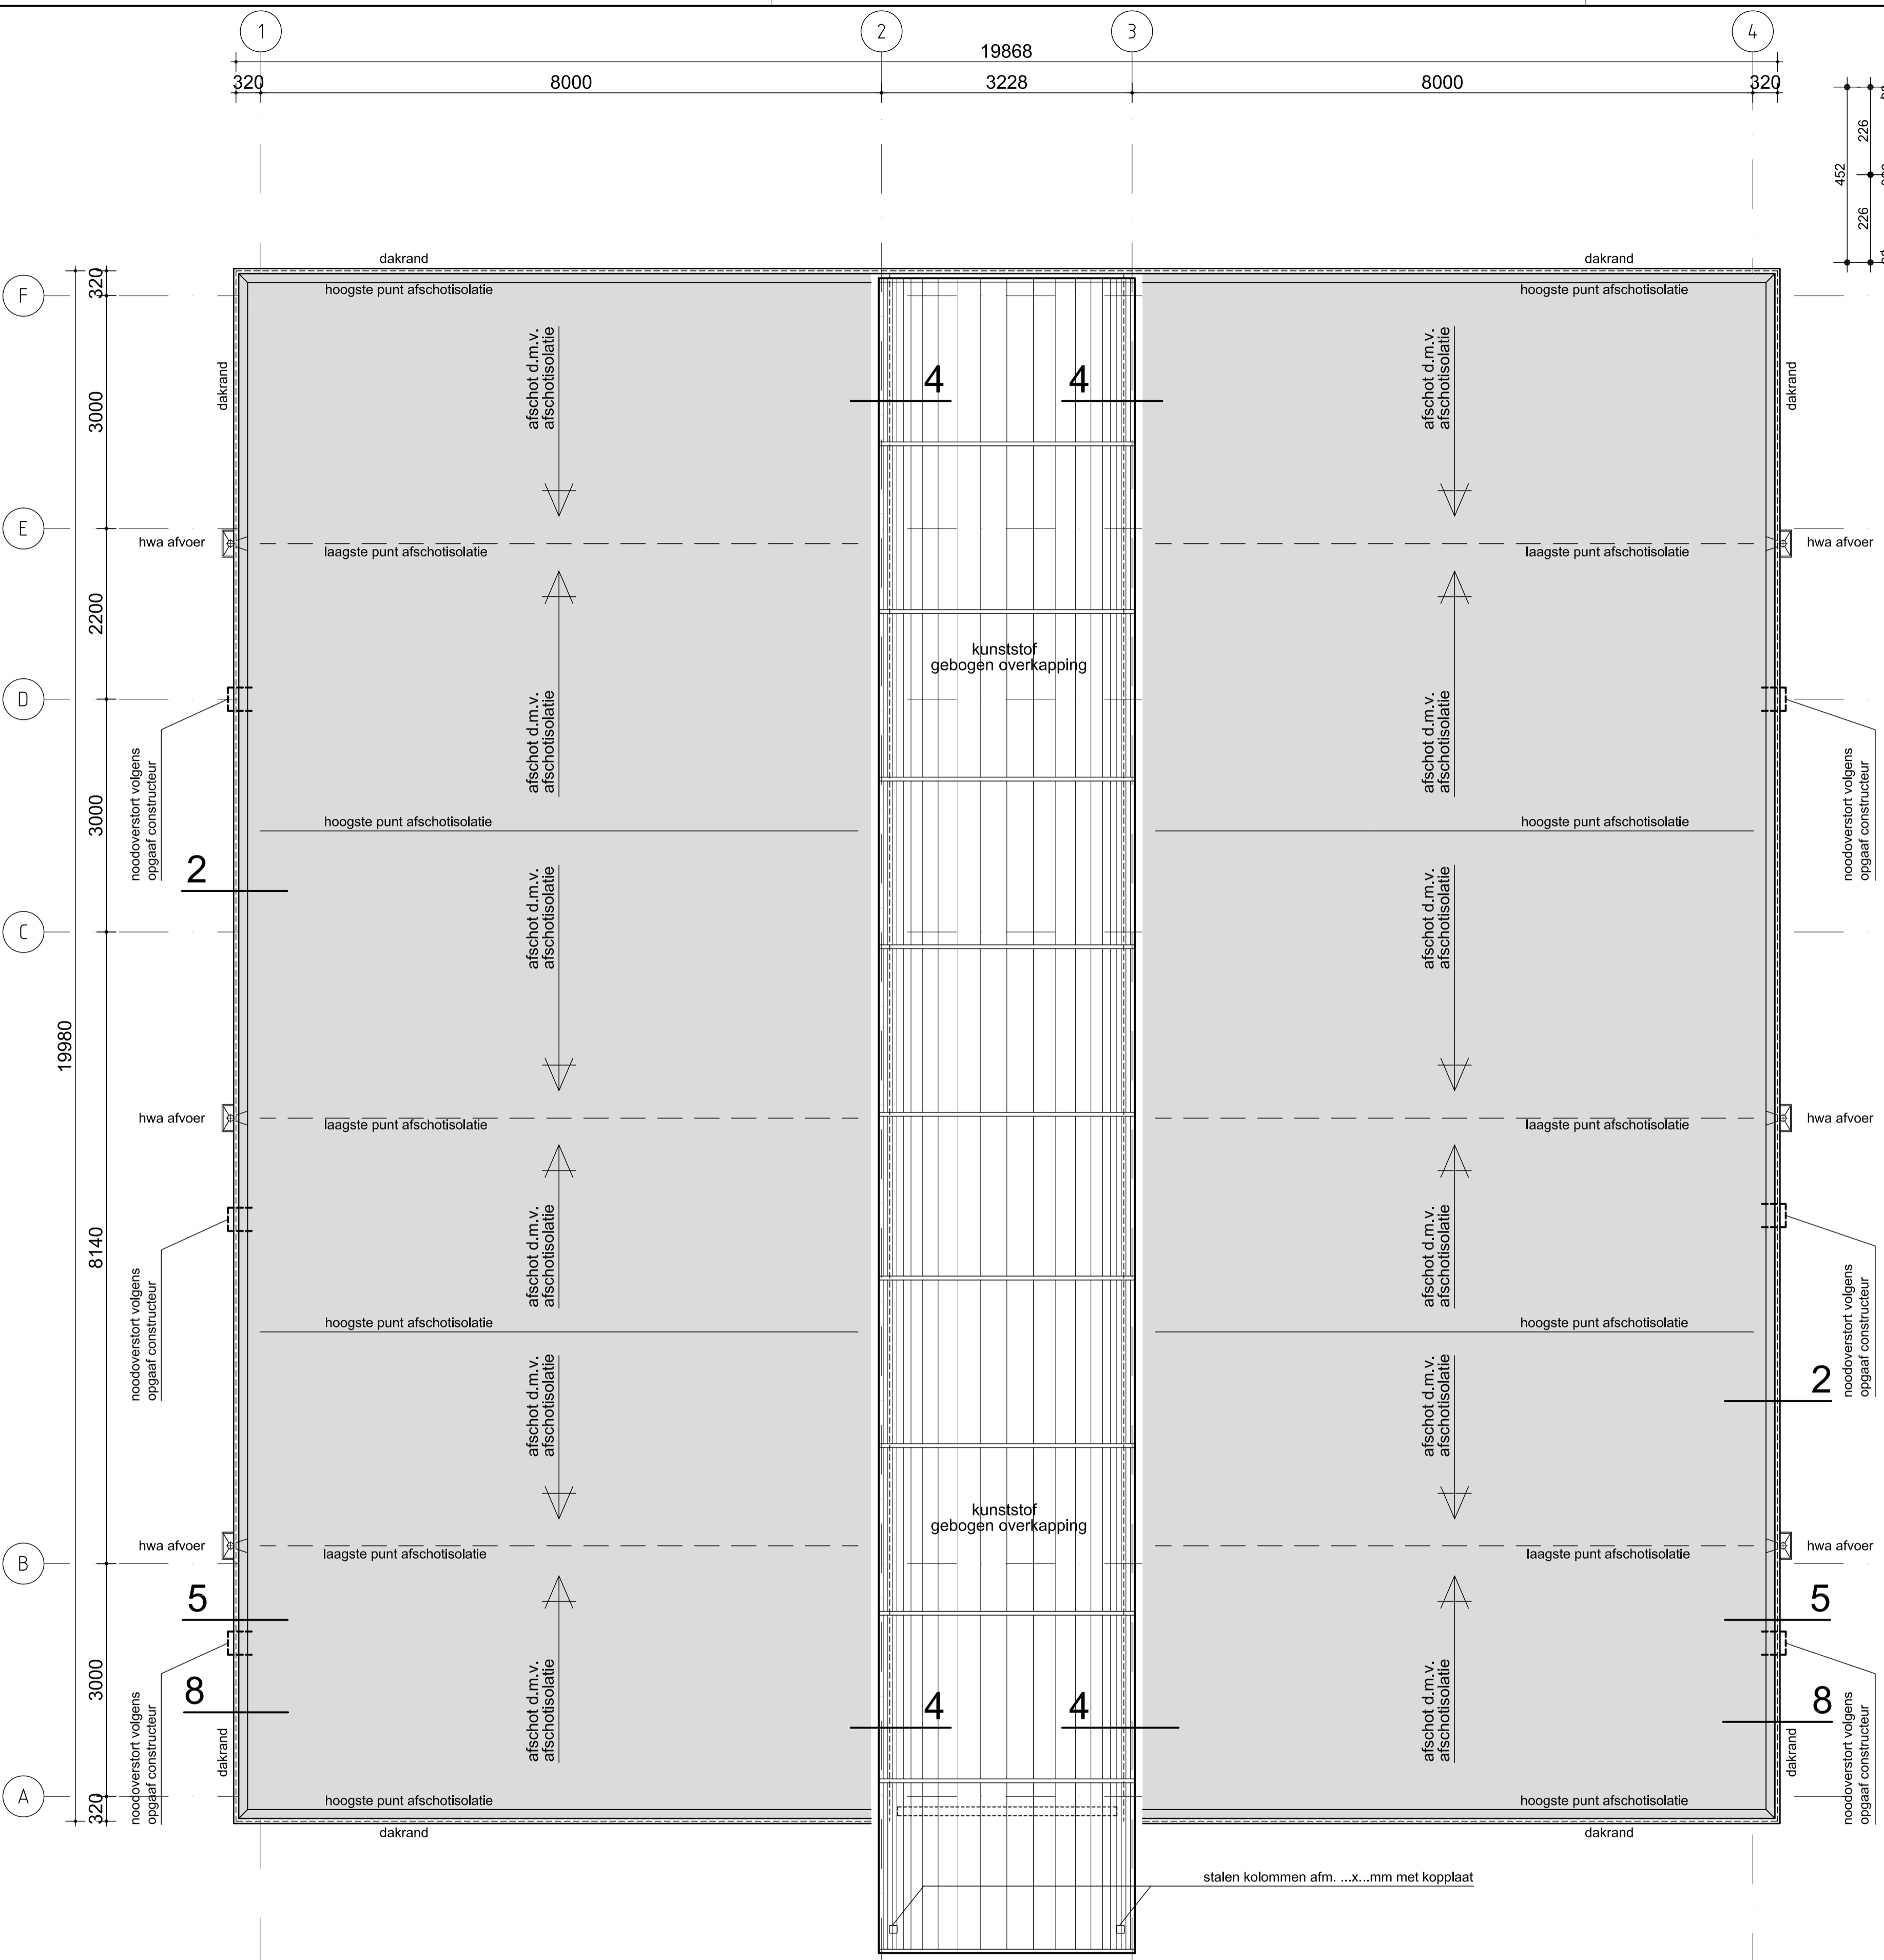 1
2
3
4
19868
320
8000
3228
8000
320
452
226
226
dakrand
dakrand
F
E
D
C
B
A
320
3000
2200
3000
19980
8140
3000
320
hoogste punt afschotisolatie
hoogste punt afschotisolatie
dakrand
dakrand
afschot d.m.v.
afschotisolatie
afschot d.m.v.
afschotisolatie
4
4
hwa afvoer
laagste punt afschotisolatie
laagste punt afschotisolatie
hwa afvoer
kunststof
gebogen overkapping
afschot d.m.v.
afschotisolatie
afschot d.m.v.
afschotisolatie
noodoverstort volgens
opgaaf constructeur
noodoverstort volgens
opgaaf constructeur
hoogste punt afschotisolatie
hoogste punt afschotisolatie
2
afschot d.m.v.
afschotisolatie
afschot d.m.v.
afschotisolatie
hwa afvoer
laagste punt afschotisolatie
laagste punt afschotisolatie
hwa afvoer
afschot d.m.v.
afschotisolatie
afschot d.m.v.
afschotisolatie
noodoverstort volgens
opgaaf constructeur
noodoverstort volgens
opgaaf constructeur
hoogste punt afschotisolatie
hoogste punt afschotisolatie
2
afschot d.m.v.
afschotisolatie
afschot d.m.v.
afschotisolatie
kunststof
gebogen overkapping
hwa afvoer
laagste punt afschotisolatie
laagste punt afschotisolatie
hwa afvoer
5
5
8
8
afschot d.m.v.
afschotisolatie
afschot d.m.v.
afschotisolatie
4
4
noodoverstort volgens
opgaaf constructeur
noodoverstort volgens
opgaaf constructeur
dakrand
dakrand
hoogste punt afschotisolatie
hoogste punt afschotisolatie
dakrand
dakrand
stalen kolommen afm. ...x...mm met kopplaat